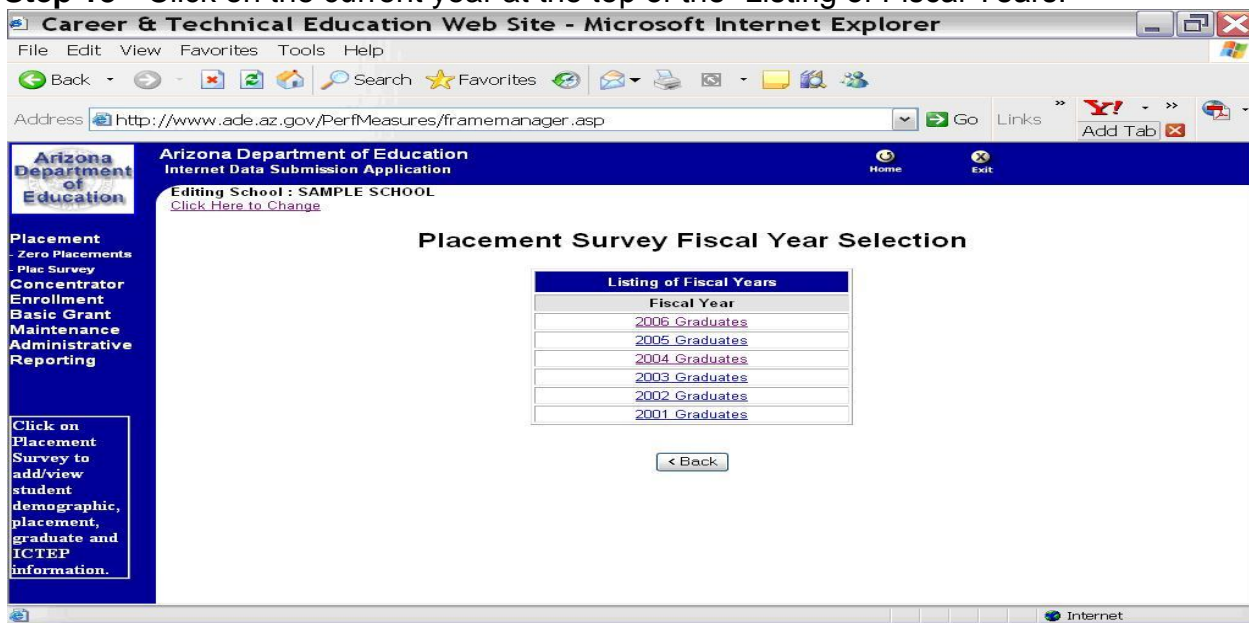 Click on the current year at the top of the "Listing of Fiscal Years."
Career & Technical Education Web Site - Microsoft Internet Explorer
File Edit View Favorites Tools Help
Back Search Favorites
Address http://www.ade.az.gov/PerfMeasures/framemanager.asp Go Links » Y! - »
Add Tab
Arizona Department of Education
Arizona Department of Education
Internet Data Submission Application
Home Exit
Editing School : SAMPLE SCHOOL
Click Here to Change
Placement
- Zero Placements
- Plac Survey
Concentrator
Enrollment
Basic Grant
Maintenance
Administrative
Reporting
Click on
Placement
Survey to
add/view
student
demographic,
placement,
graduate and
ICTEP
information.
Placement Survey Fiscal Year Selection
Listing of Fiscal Years
Fiscal Year
2006 Graduates
2005 Graduates
2004 Graduates
2003 Graduates
2002 Graduates
2001 Graduates
< Back
Internet